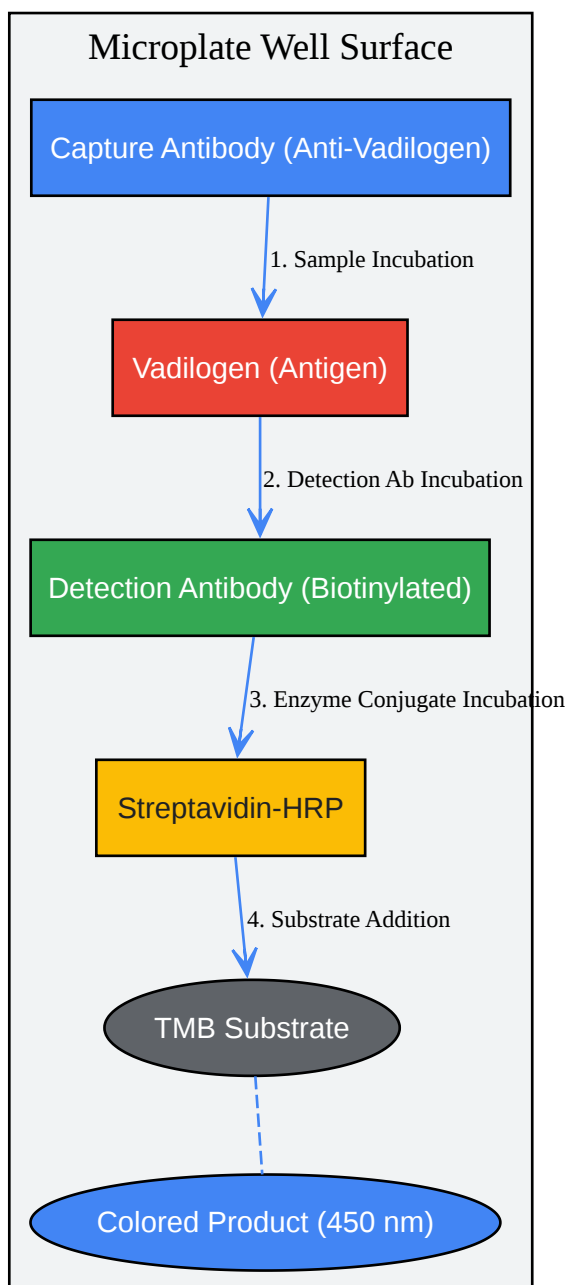 Microplate Well Surface
Capture Antibody (Anti-Vadilogen)
1. Sample Incubation
Vadilogen (Antigen)
2. Detection Ab Incubation
Detection Antibody (Biotinylated)
3. Enzyme Conjugate Incubation
Streptavidin-HRP
4. Substrate Addition
TMB Substrate
Colored Product (450 nm)